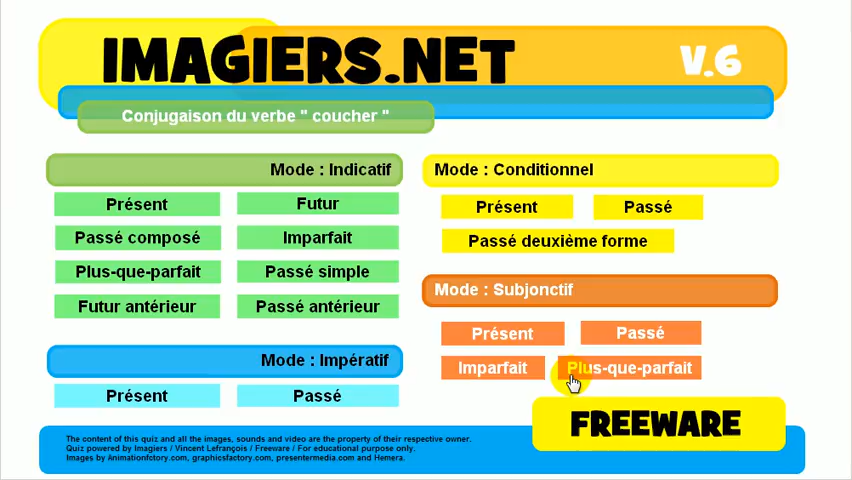 IMAGIERS.NET
V.6
Conjugaison du verbe " coucher "
Mode : Indicatif
Présent
Futur
Passé composé
Imparfait
Plus-que-parfait
Passé simple
Futur antérieur
Passé antérieur
Mode : Impératif
Présent
Passé
Mode : Conditionnel
Présent
Passé
Passé deuxième forme
Mode : Subjonctif
Présent
Passé
Imparfait
Plus-que-parfait
FREEWARE
The content of this quiz and all the images, sounds and video are the property of their respective owner.
Quiz powered by Imagiers / Vincent Lefrançois / Freeware / For educational purpose only.
Images by Animationfctory.com, graphicsfactory.com, presentermedia.com and Hemera.